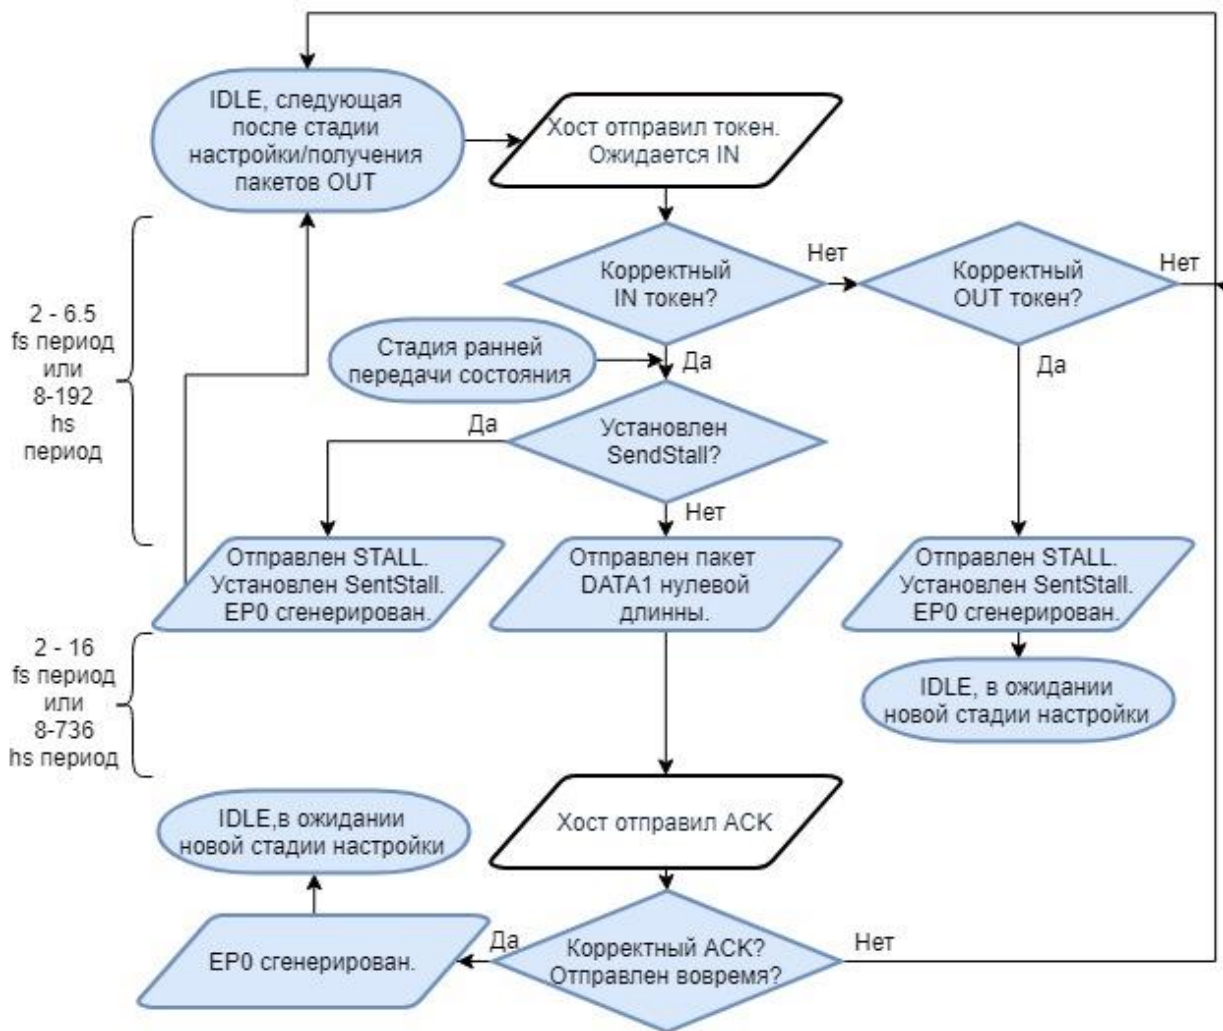 IDLE, следующая
после стадии
настройки/получения
пакетов OUT
Хост отправил токен.
Ожидается IN
Корректный
IN токен?
Нет
Корректный
OUT токен?
Нет
2 - 6.5
fs период
или
8-192
hs
период
Стадия ранней
передачи состояния
Да
Да
Да
Установлен
SendStall?
Нет
Отправлен STALL.
Установлен SentStall.
EP0 сгенерирован.
Отправлен пакет
DATA1 нулевой
длинны.
Отправлен STALL.
Установлен SentStall.
EP0 сгенерирован.
2 - 16
fs период
или
8-736
hs период
IDLE, в ожидании
новой стадии настройки
IDLE,в ожидании
новой стадии настройки
Хост отправил ACK
EP0 сгенерирован.
Да
Корректный ACK?
Отправлен вовремя?
Нет